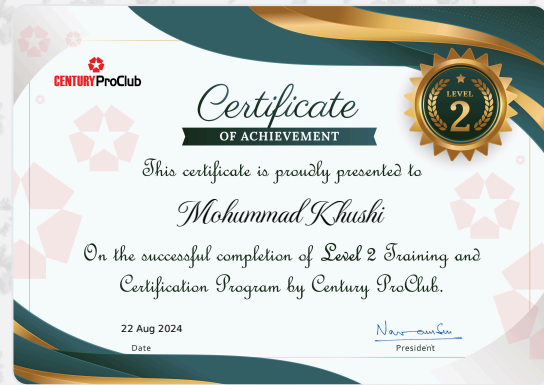 CENTURY ProClub
LEVEL
2
Certificate
OF ACHIEVEMENT
This certificate is proudly presented to
Mohummad Khushi
On the successful completion of Level 2 Training and
Certification Program by Century ProClub.
22 Aug 2024
Date
President